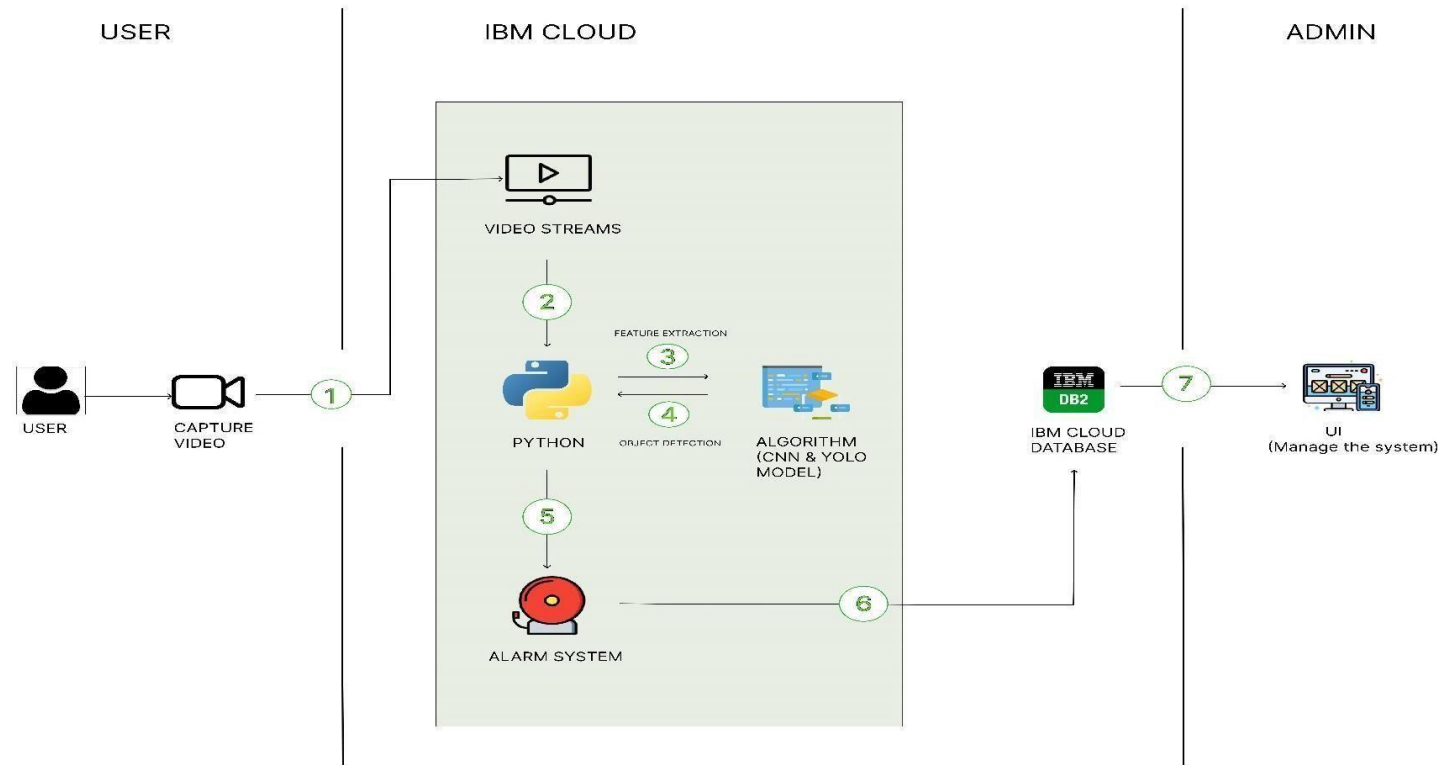 USER
IBM CLOUD
ADMIN
VIDEO STREAMS
2
FEATURE EXTRACTION
3
4
OBJECT DETECTION
PYTHON
ALGORITHM
(CNN & YOLO
MODEL)
1
USER
CAPTURE
VIDEO
5
ALARM SYSTEM
6
IBM
DB2
IBM CLOUD
DATABASE
7
UI
(Manage the system)